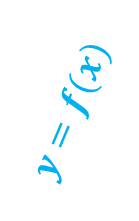 y = f(x)